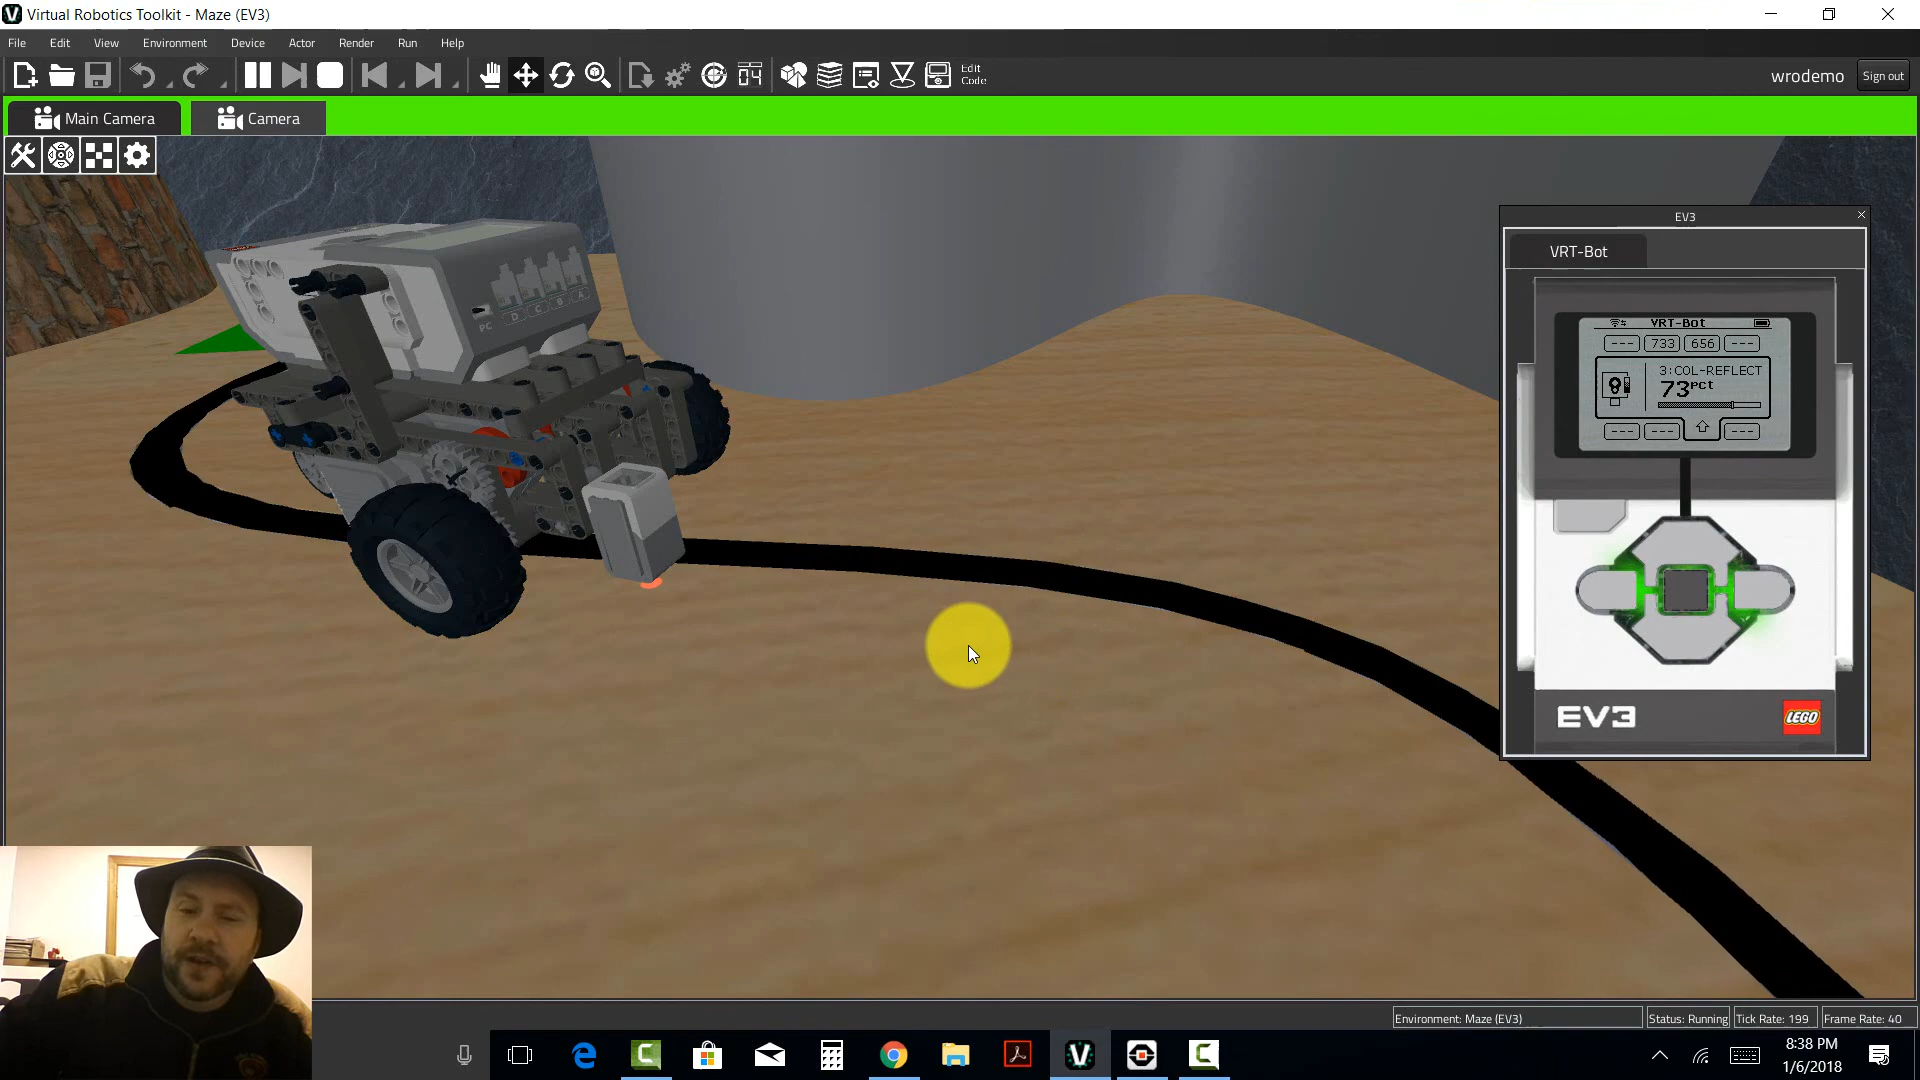 Virtual Robotics Toolkit - Maze (EV3)
File Edit View Environment Device Actor Render Run Help
04
Edit
Code
wrodemo Sign out
Main Camera Camera
PC D C B A
EV3
VRT-Bot
VRT-Bot
--- 733 656 ---
3:COL-REFLECT
73PCT
--- --- ---
EV3 LEGO
Environment: Maze (EV3) Status: Running Tick Rate: 199 Frame Rate: 40
8:38 PM
1/6/2018